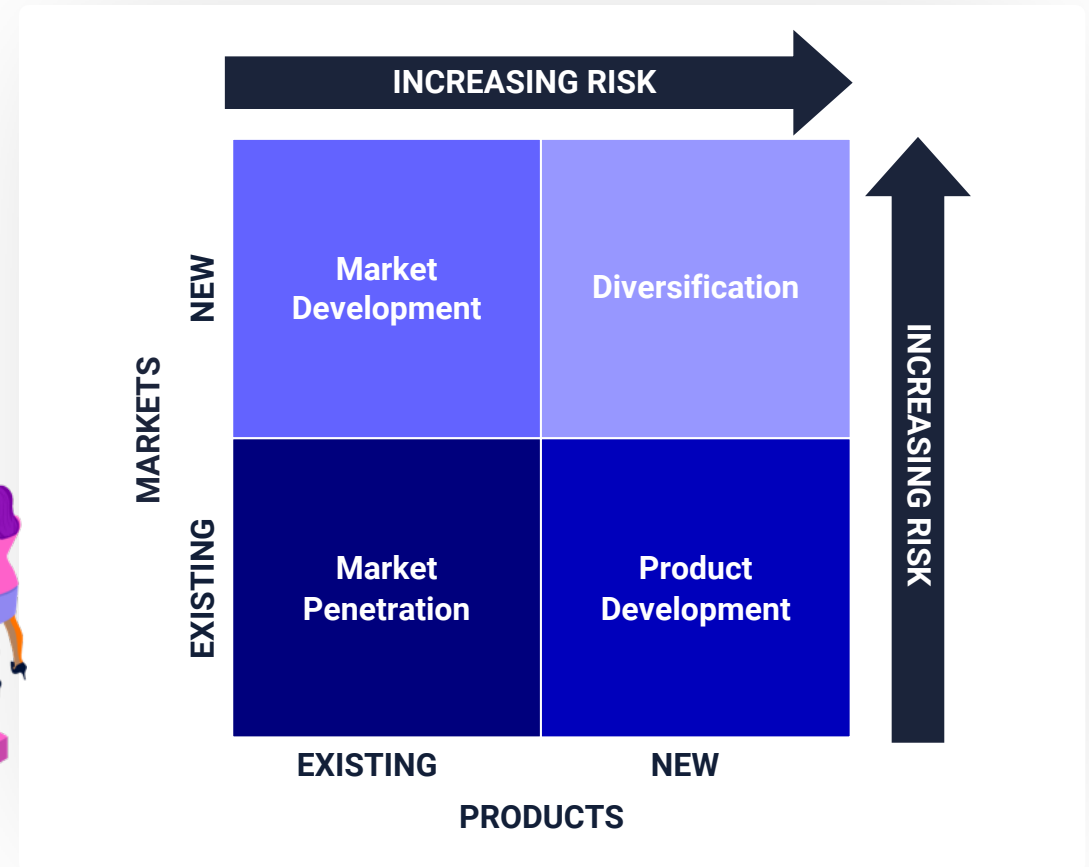 INCREASING RISK
NEW
Market
Development
Diversification
INCREASING RISK
MARKETS
EXISTING
Market
Penetration
Product
Development
EXISTING
NEW
PRODUCTS